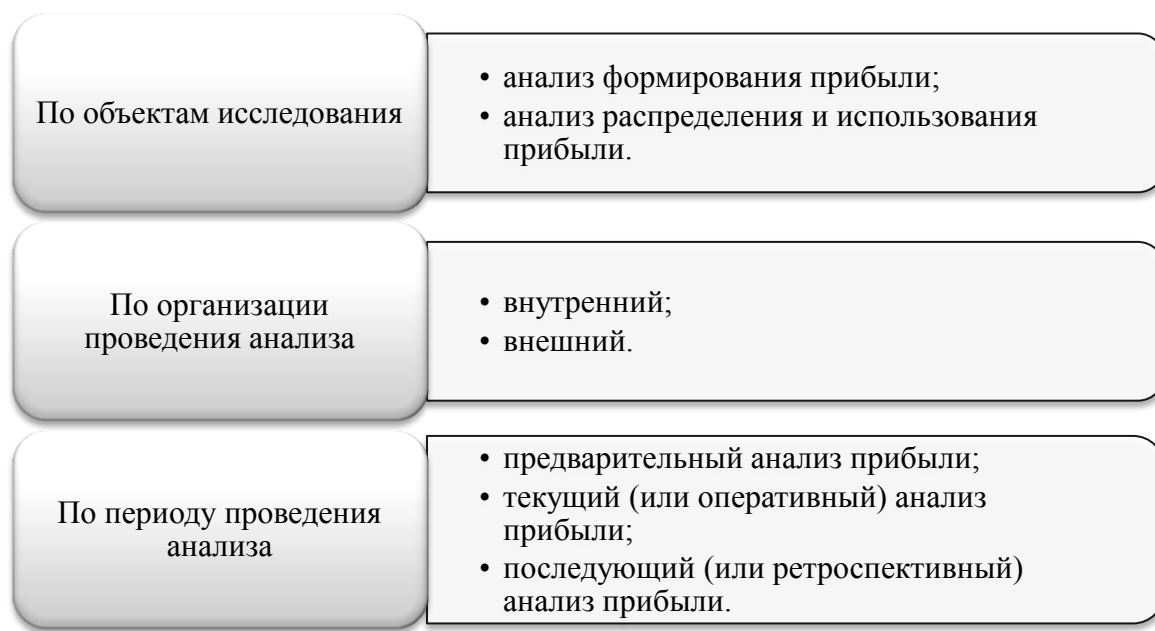 По объектам исследования
• анализ формирования прибыли;
• анализ распределения и использования
прибыли.
По организации
проведения анализа
• внутренний;
• внешний.
По периоду проведения
анализа
• предварительный анализ прибыли;
• текущий (или оперативный) анализ
прибыли;
• последующий (или ретроспективный)
анализ прибыли.